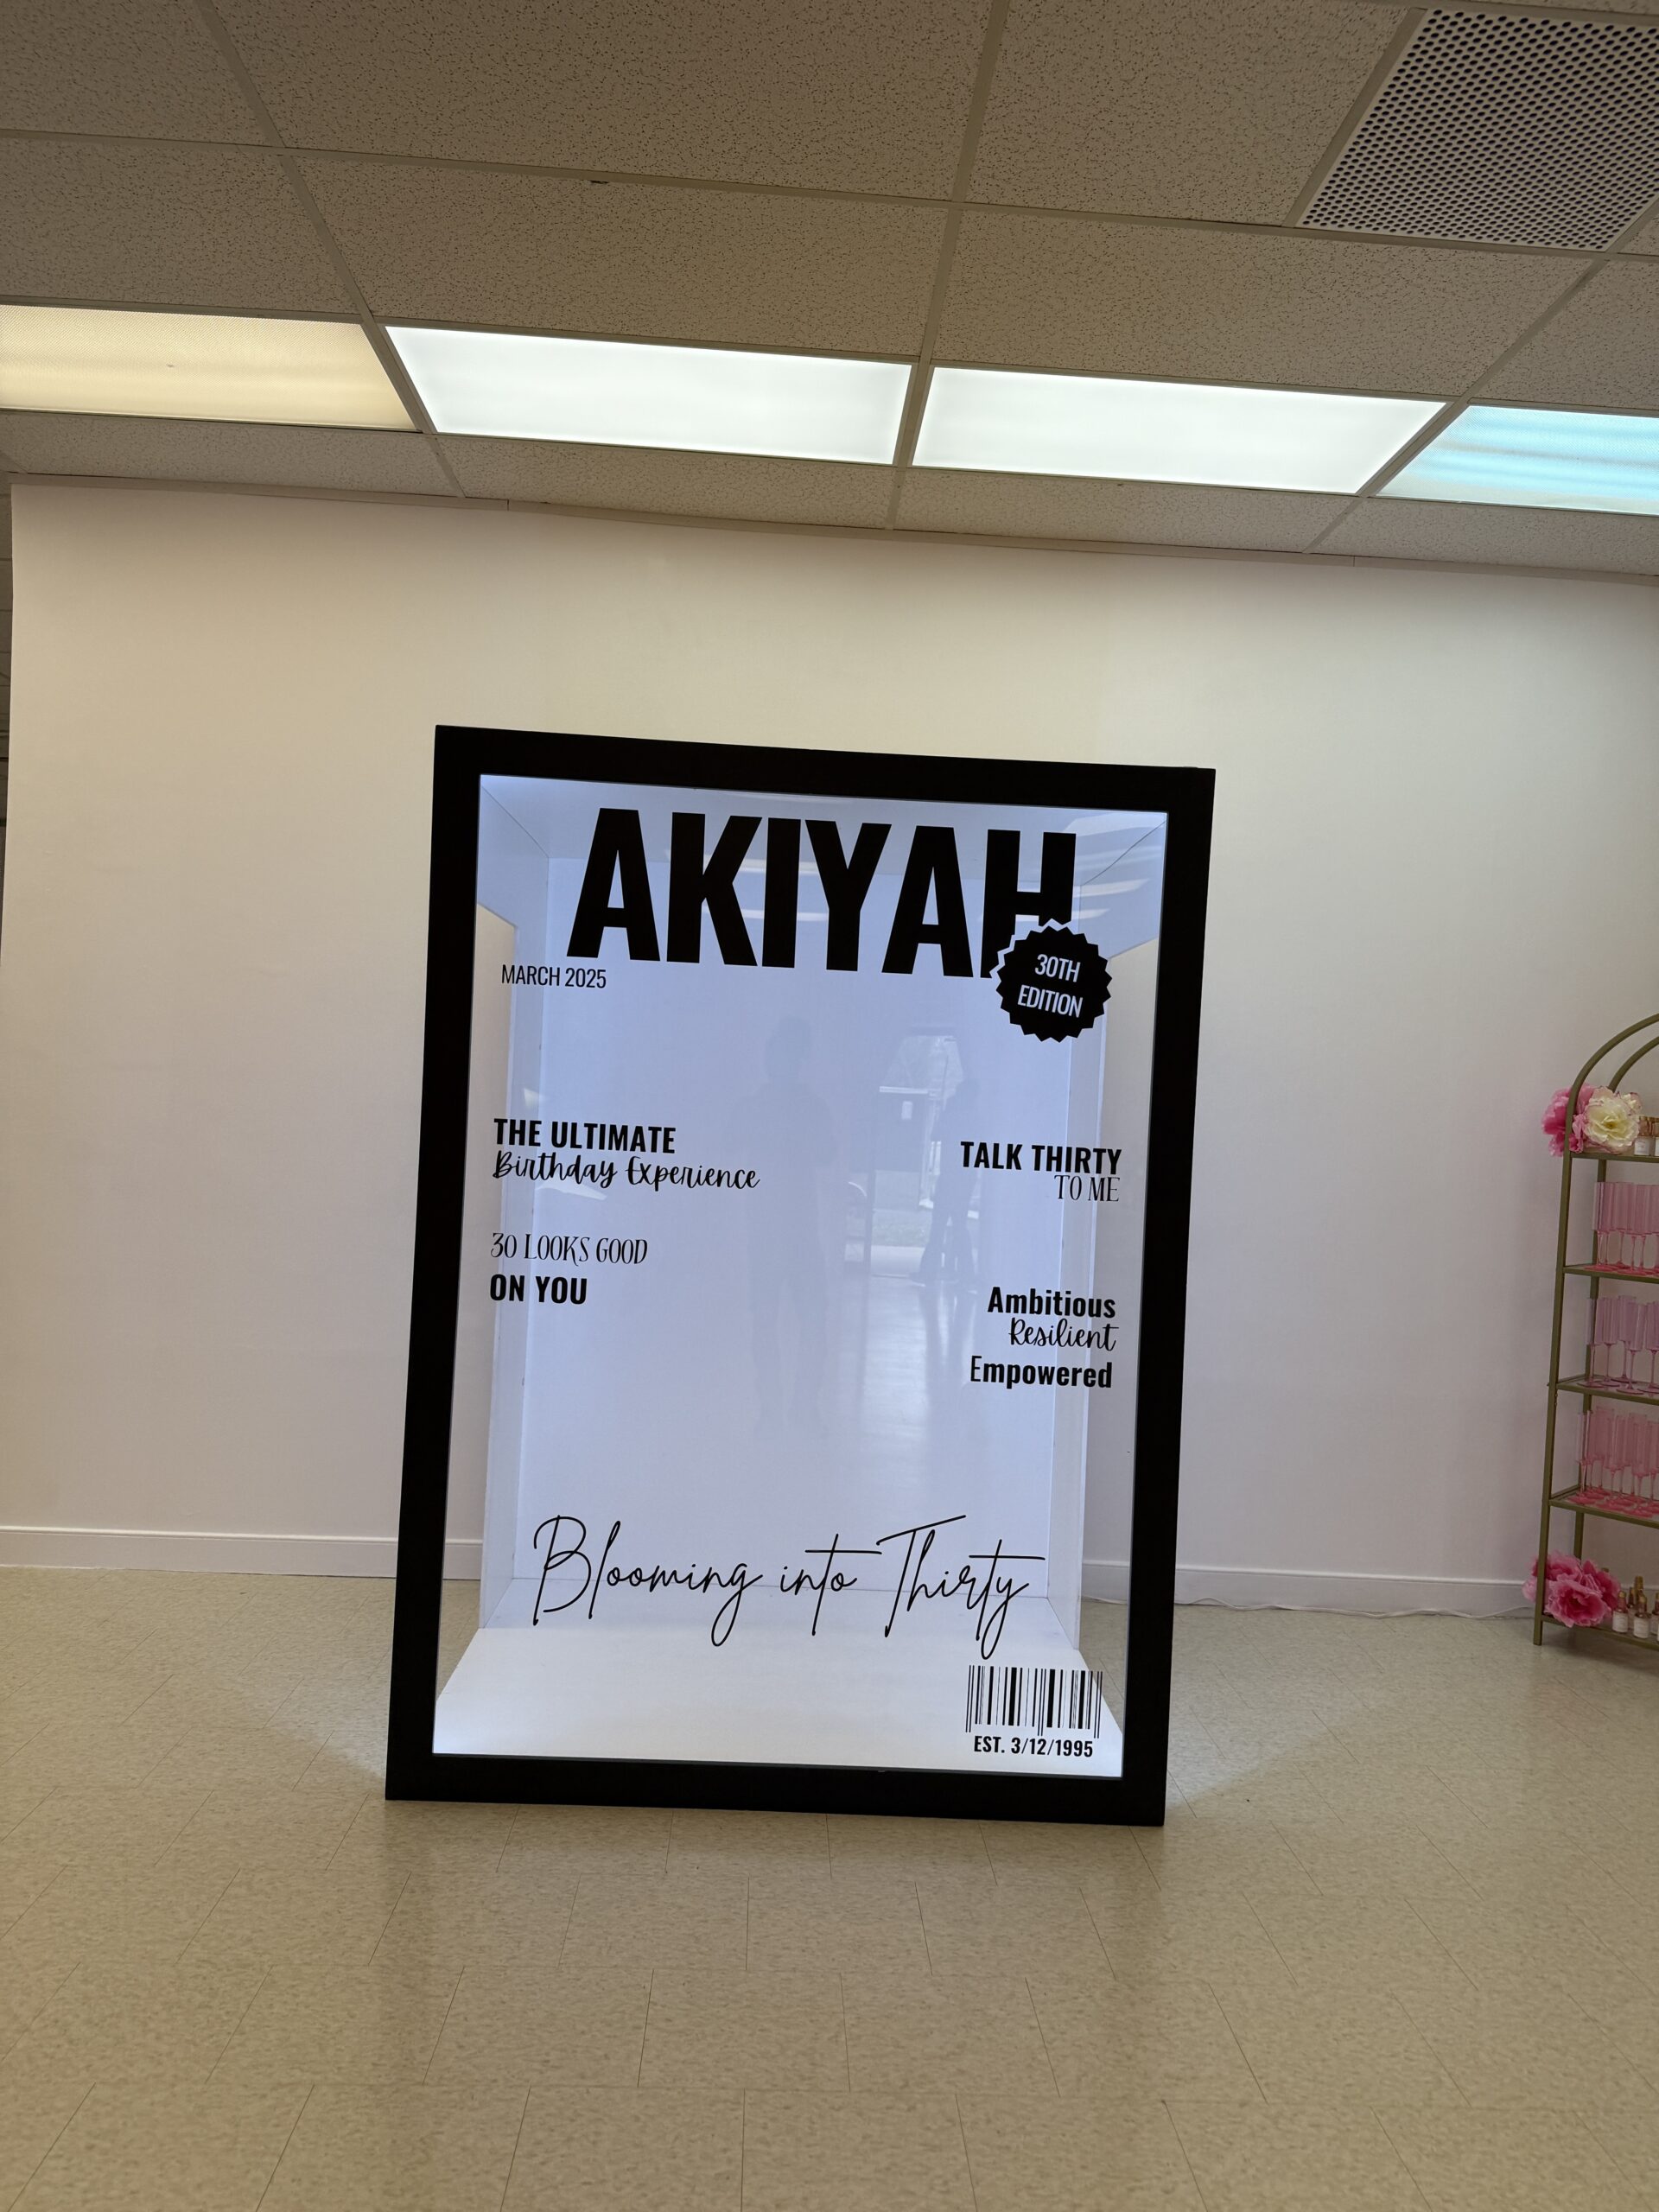 AKIYAH
MARCH 2025
30TH
EDITION
THE ULTIMATE
Birthday Experience
30 LOOKS GOOD
ON YOU
TALK THIRTY
TO ME
Ambitious
Resilient
Empowered
Blooming into Thirty
EST. 3/12/1995